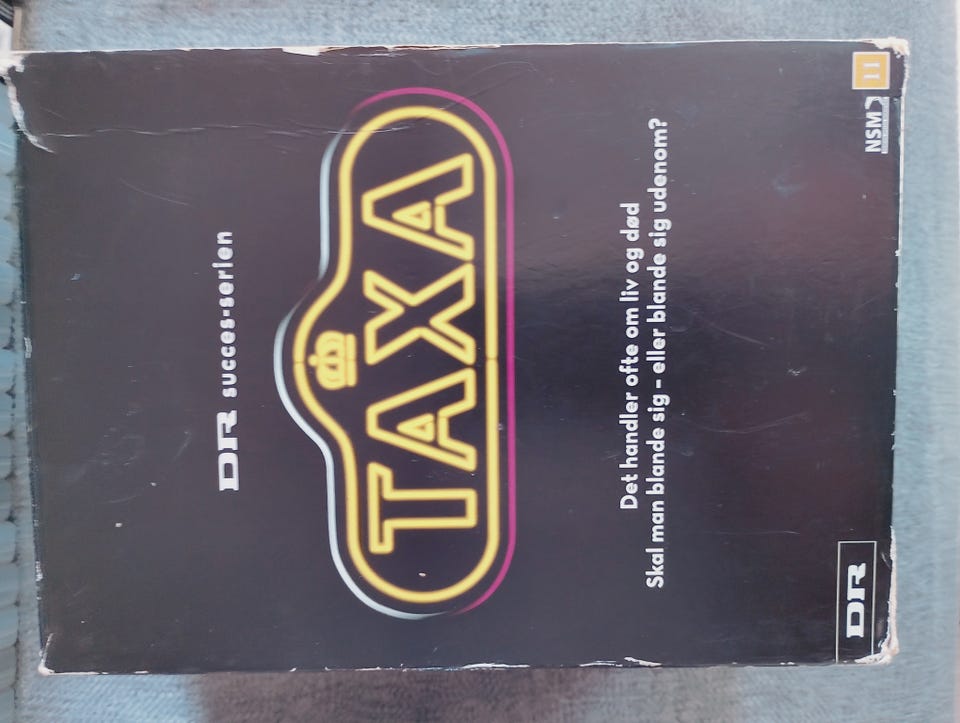 DR succes-serien
TAXA
Det handler ofte om liv og død
Skal man blande sig – eller blande sig udenom?
DR
NSM
11